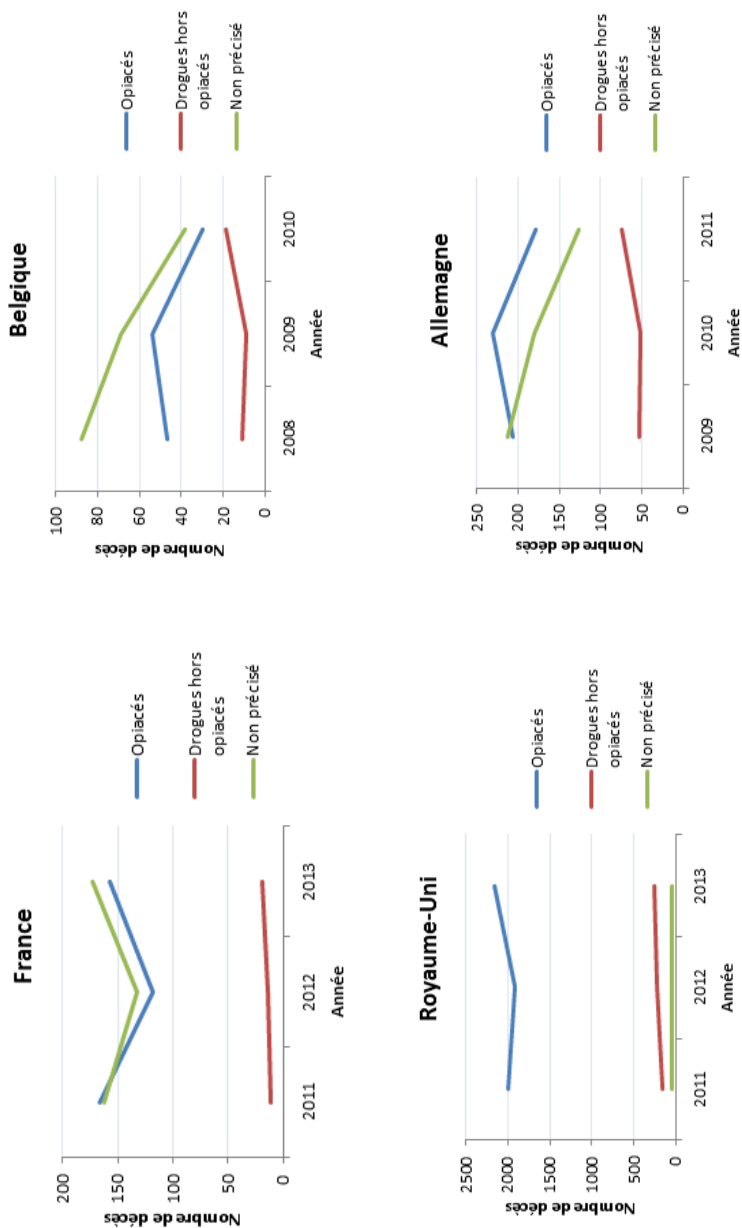 France
Nombre de décès
200
150
100
50
0
2011
2012
2013
Année
Opiacés
Drogues hors
opiacés
Non précisé
Belgique
Nombre de décès
100
80
60
40
20
0
2008
2009
2010
Année
Opiacés
Drogues hors
opiacés
Non précisé
Royaume-Uni
Nombre de décès
2500
2000
1500
1000
500
0
2011
2012
2013
Année
Opiacés
Drogues hors
opiacés
Non précisé
Allemagne
Nombre de décès
250
200
150
100
50
0
2009
2010
2011
Année
Opiacés
Drogues hors
opiacés
Non précisé